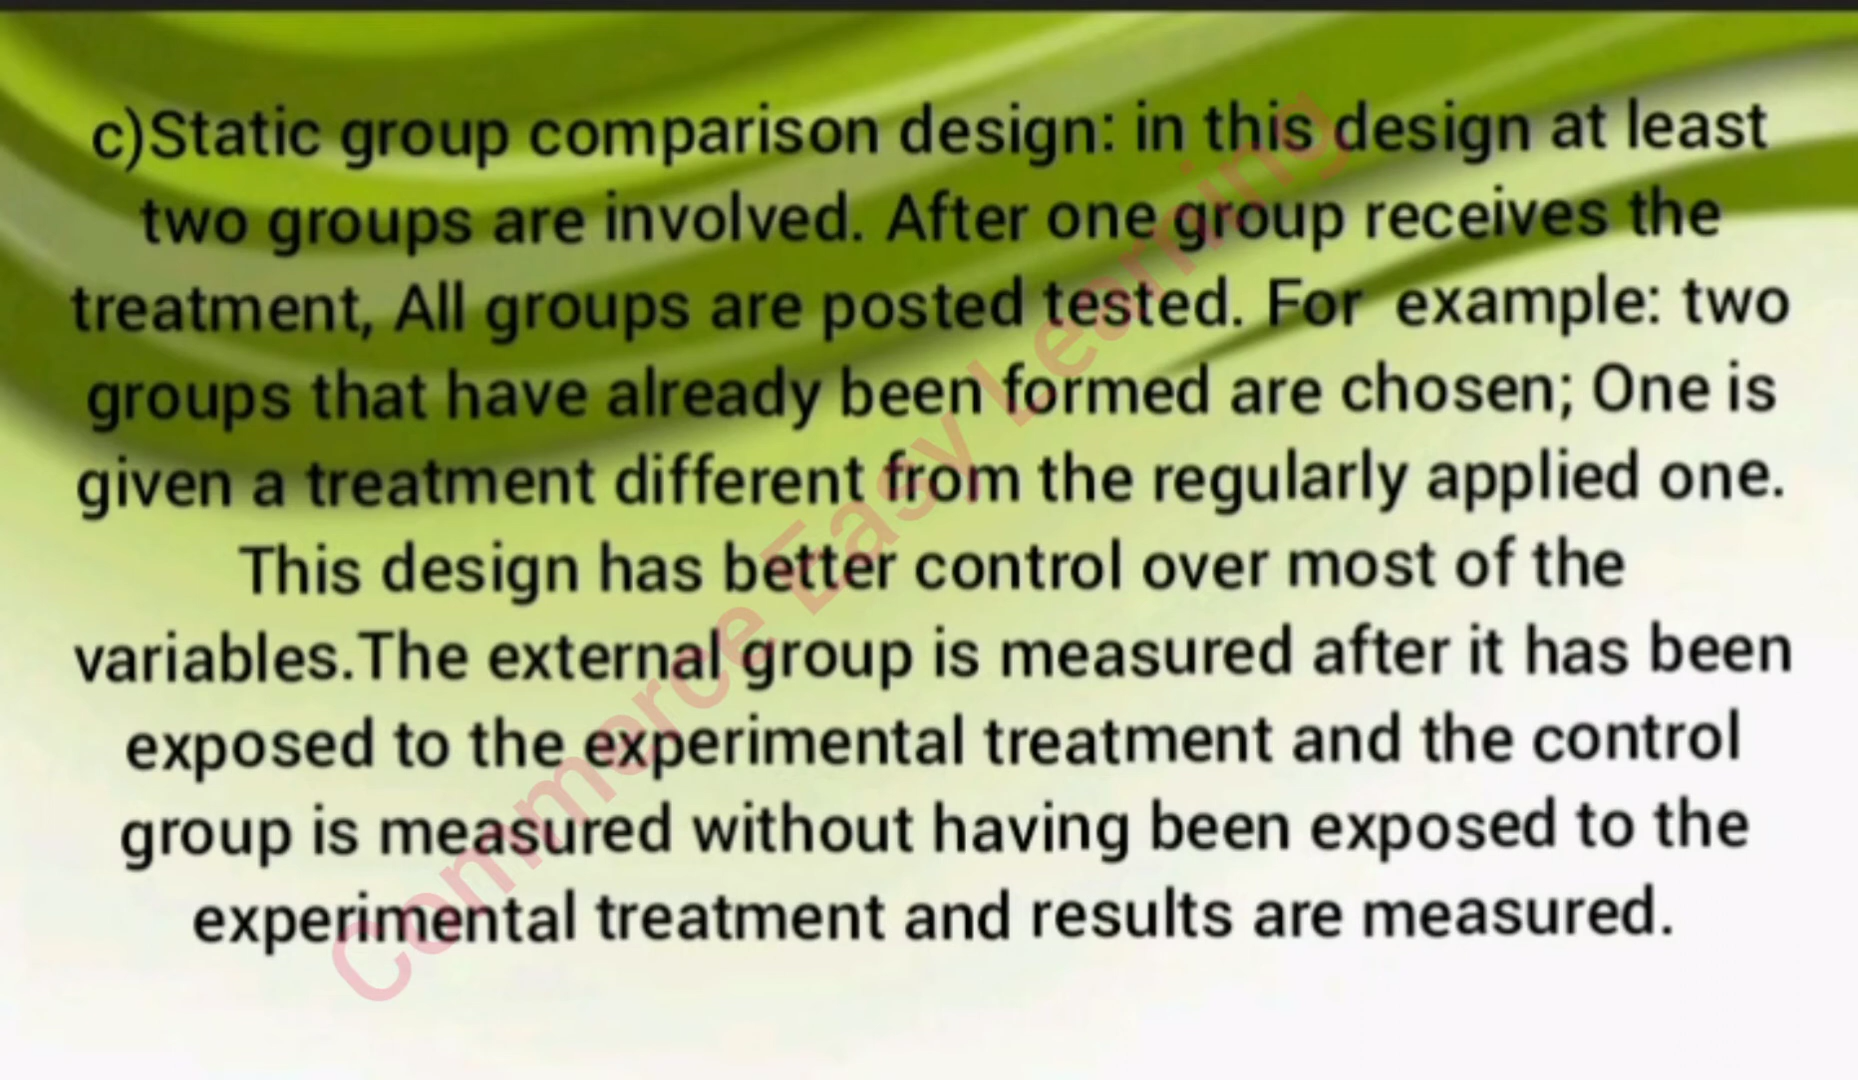 c)Static group comparison design: in this design at least
two groups are involved. After one group receives the
treatment, All groups are posted tested. For example: two
groups that have already been formed are chosen; One is
given a treatment different from the regularly applied one.
This design has better control over most of the
variables.The external group is measured after it has been
exposed to the experimental treatment and the control
group is measured without having been exposed to the
experimental treatment and results are measured.
Commerce Easy Learning